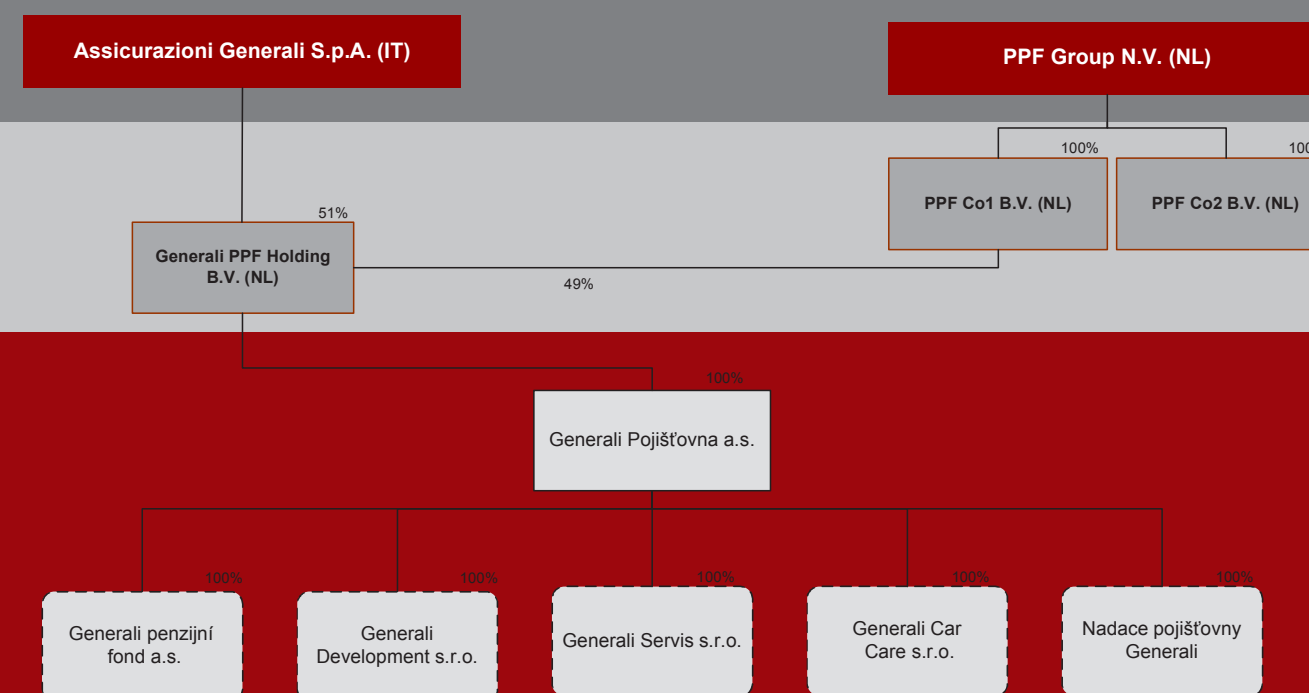 Assicurazioni Generali S.p.A. (IT)
PPF Group N.V. (NL)
100%
100
PPF Co1 B.V. (NL)
PPF Co2 B.V. (NL)
51%
Generali PPF Holding
B.V. (NL)
49%
100%
Generali Pojišťovna a.s.
100%
100%
100%
100%
100%
Generali penzijní
fond a.s.
Generali
Development s.r.o.
Generali Servis s.r.o.
Generali Car
Care s.r.o.
Nadace pojišťovny
Generali